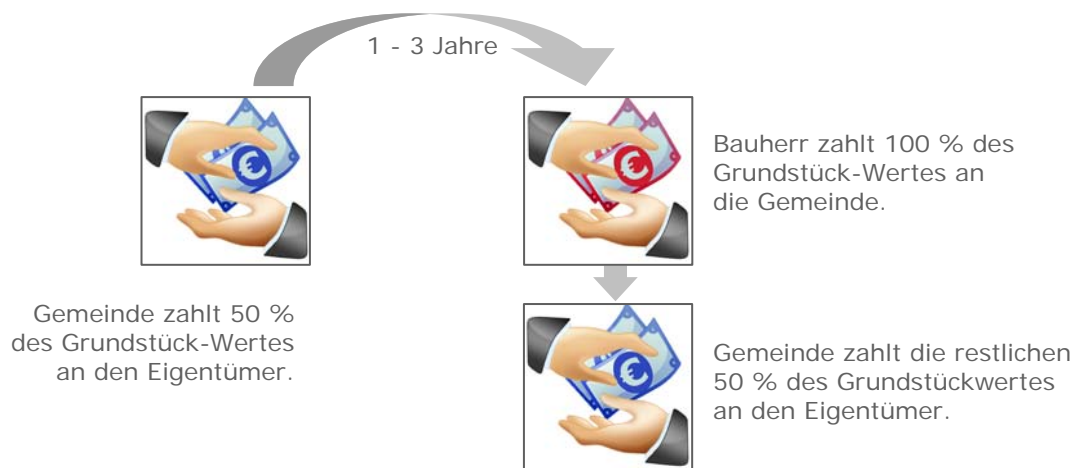 1 - 3 Jahre
Gemeinde zahlt 50 %
des Grundstück-Wertes
an den Eigentümer.
Bauherr zahlt 100 % des
Grundstück-Wertes an
die Gemeinde.
Gemeinde zahlt die restlichen
50 % des Grundstückwertes
an den Eigentümer.